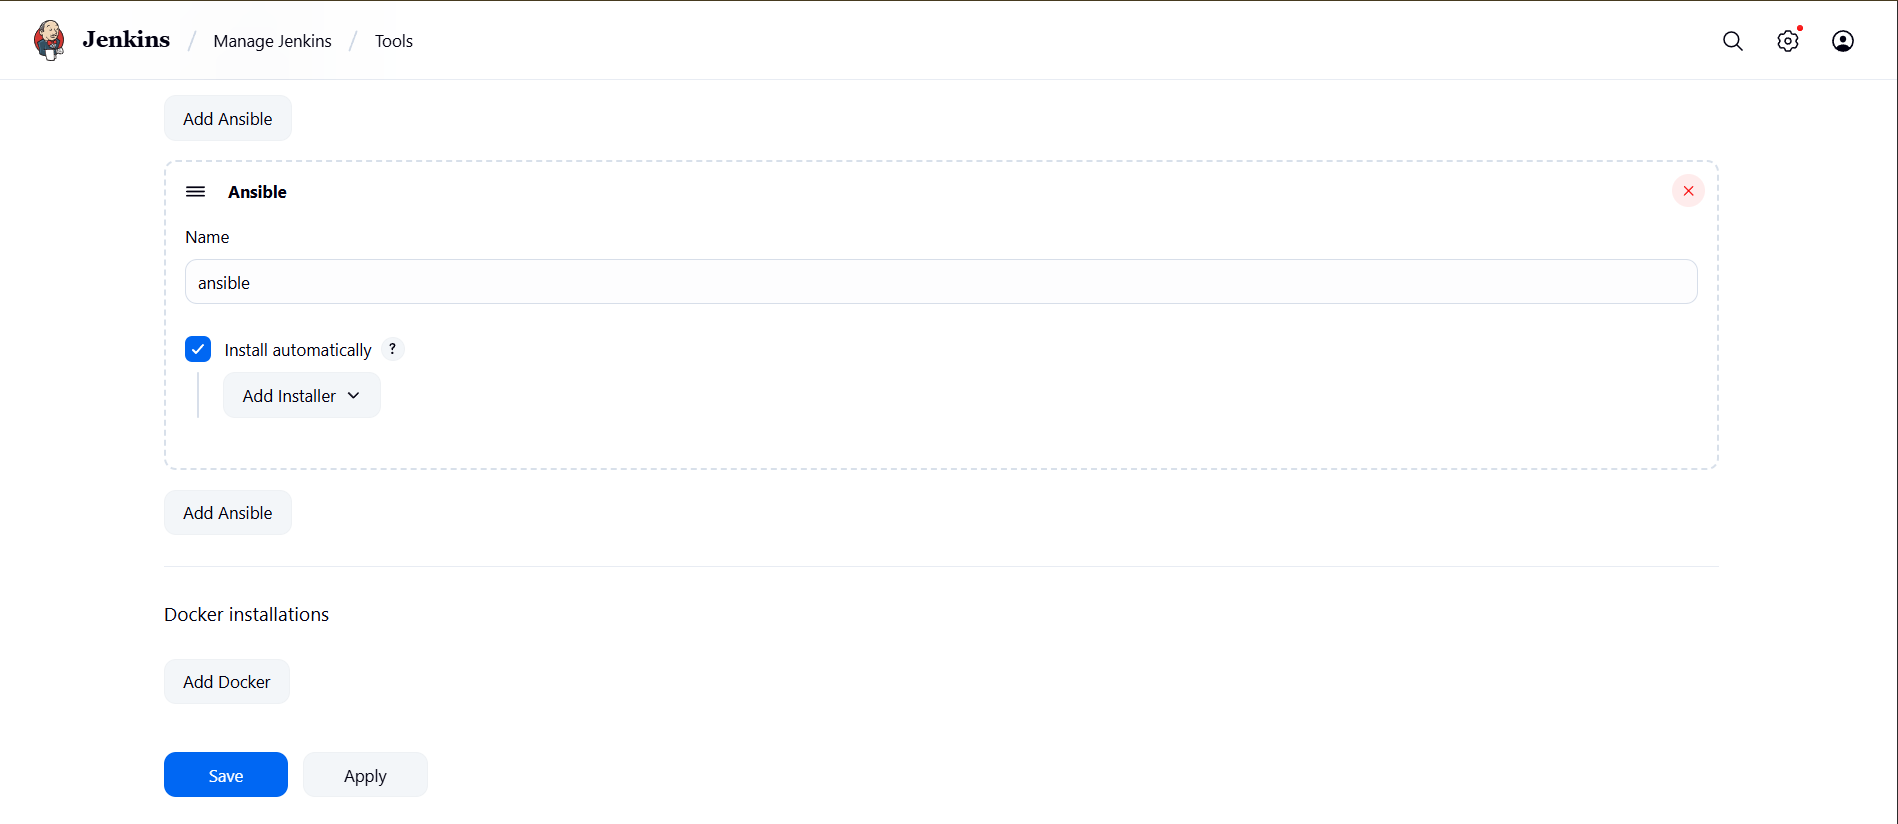 Jenkins / Manage Jenkins / Tools
Add Ansible
Ansible
Name
ansible
Install automatically ?
Add Installer
Add Ansible
Docker installations
Add Docker
Save Apply